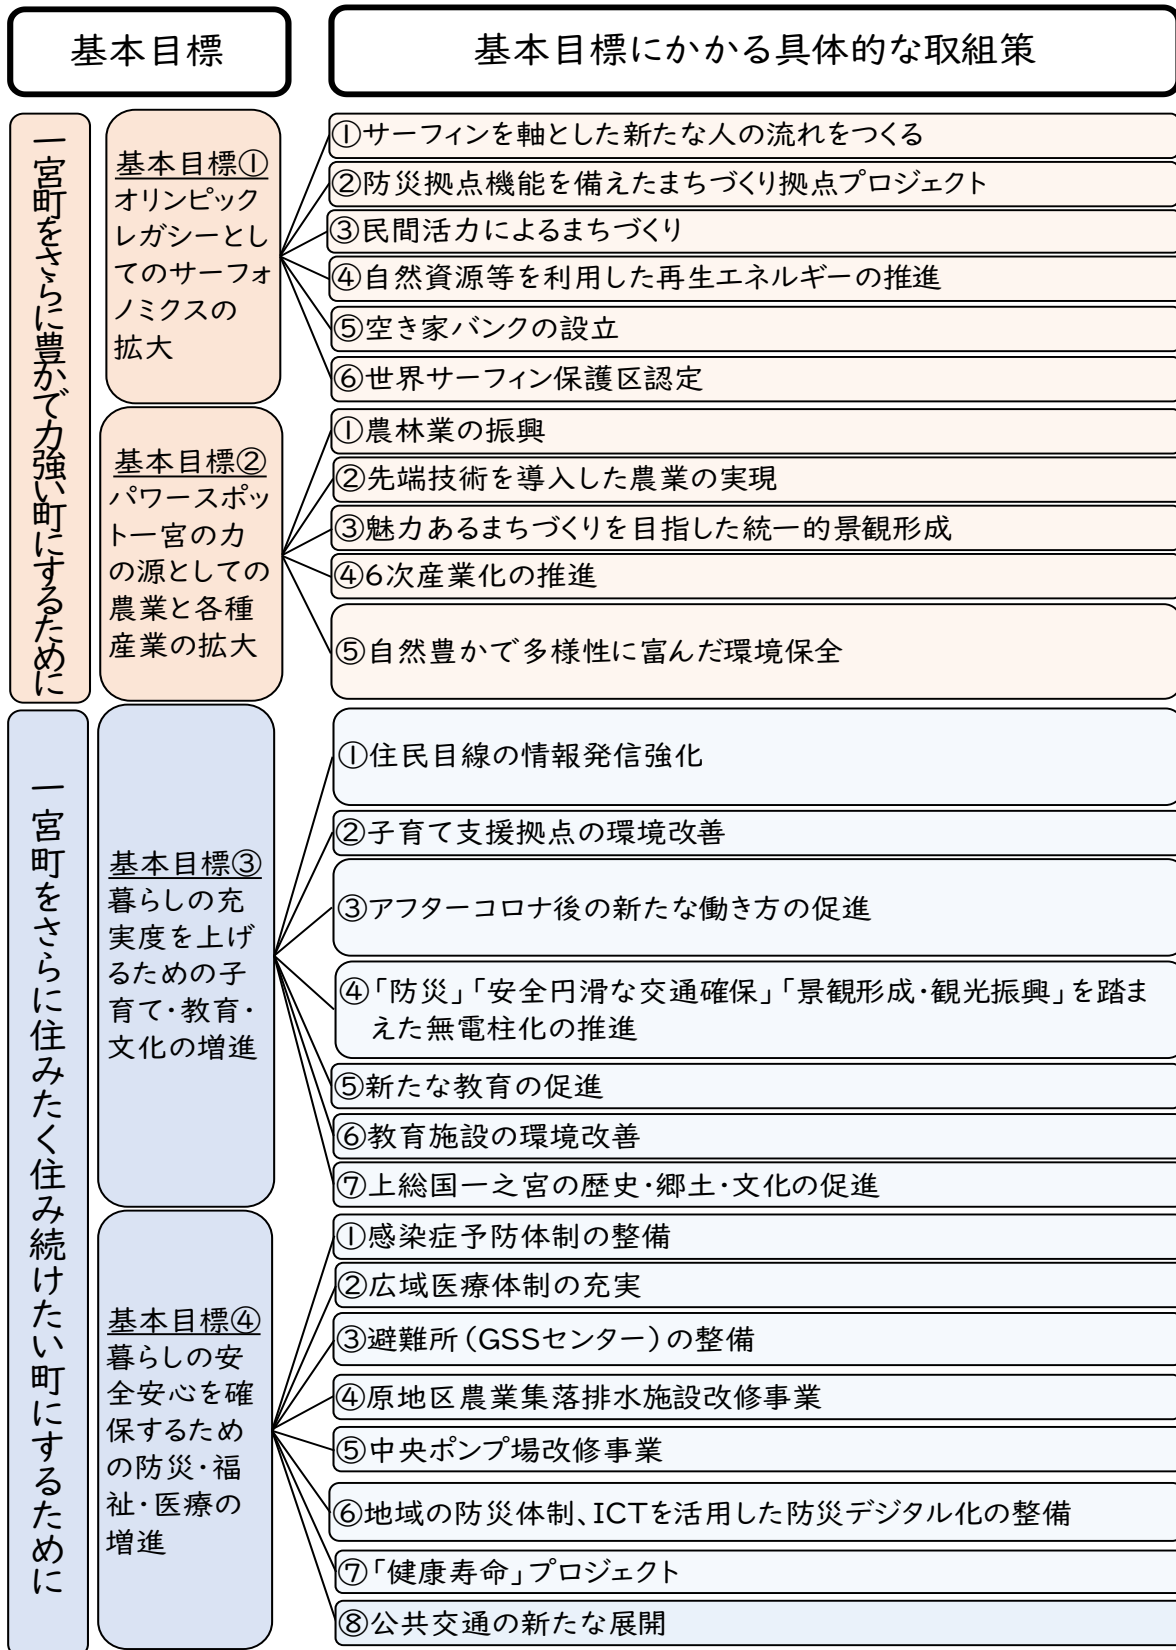 基本目標
基本目標にかかる具体的な取組策
一宮町をさらに豊かで力強い町にするために
基本目標①
オリンピック
レガシーとし
てのサーフォ
ノミクスの
拡大
①サーフィンを軸とした新たな人の流れをつくる
②防災拠点機能を備えたまちづくり拠点プロジェクト
③民間活力によるまちづくり
④自然資源等を利用した再生エネルギーの推進
⑤空き家バンクの設立
⑥世界サーフィン保護区認定
基本目標②
パワースポッ
ト一宮の力
の源としての
農業と各種
産業の拡大
①農林業の振興
②先端技術を導入した農業の実現
③魅力あるまちづくりを目指した統一的景観形成
④6次産業化の推進
⑤自然豊かで多様性に富んだ環境保全
一宮町をさらに住みたく住み続けたい町にするために
基本目標③
暮らしの充
実度を上げ
るための子
育て・教育・
文化の増進
①住民目線の情報発信強化
②子育て支援拠点の環境改善
③アフターコロナ後の新たな働き方の促進
④「防災」「安全円滑な交通確保」「景観形成・観光振興」を踏ま
えた無電柱化の推進
⑤新たな教育の促進
⑥教育施設の環境改善
⑦上総国一之宮の歴史・郷土・文化の促進
基本目標④
暮らしの安
全安心を確
保するため
の防災・福
祉・医療の
増進
①感染症予防体制の整備
②広域医療体制の充実
③避難所(GSSセンター)の整備
④原地区農業集落排水施設改修事業
⑤中央ポンプ場改修事業
⑥地域の防災体制、ICTを活用した防災デジタル化の整備
⑦「健康寿命」プロジェクト
⑧公共交通の新たな展開